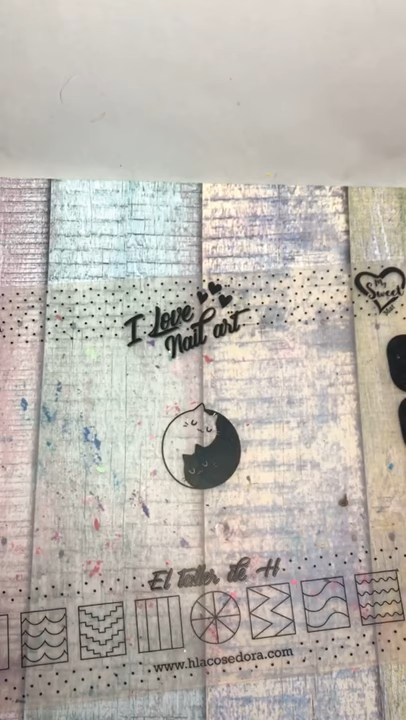 I Love
Nail art
My
Sweet
El taller de H
www.hlacosedora.com